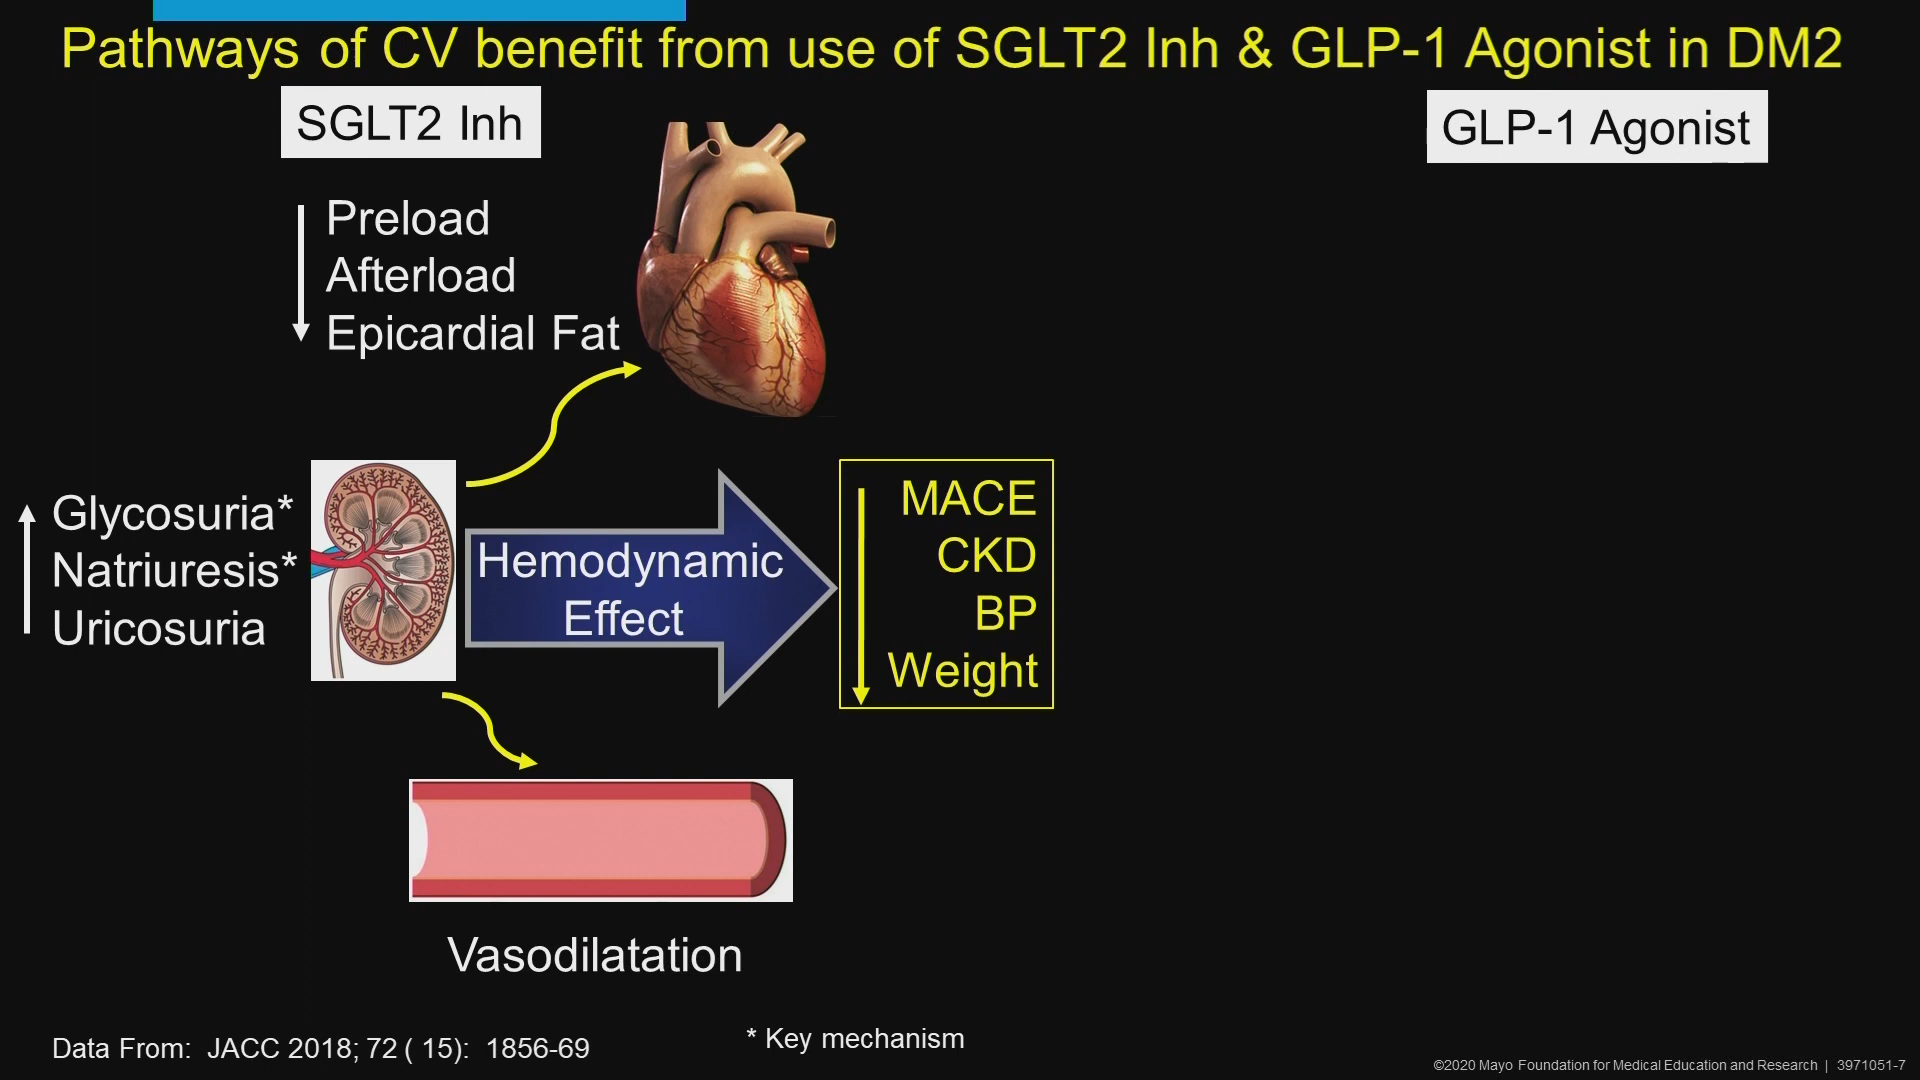 Pathways of CV benefit from use of SGLT2 Inh & GLP-1 Agonist in DM2
SGLT2 Inh
GLP-1 Agonist
Preload
Afterload
Epicardial Fat
Glycosuria*
Natriuresis*
Uricosuria
Hemodynamic
Effect
MACE
CKD
BP
Weight
Vasodilatation
* Key mechanism
Data From: JACC 2018; 72 ( 15): 1856-69
©2020 Mayo Foundation for Medical Education and Research | 3971051-7